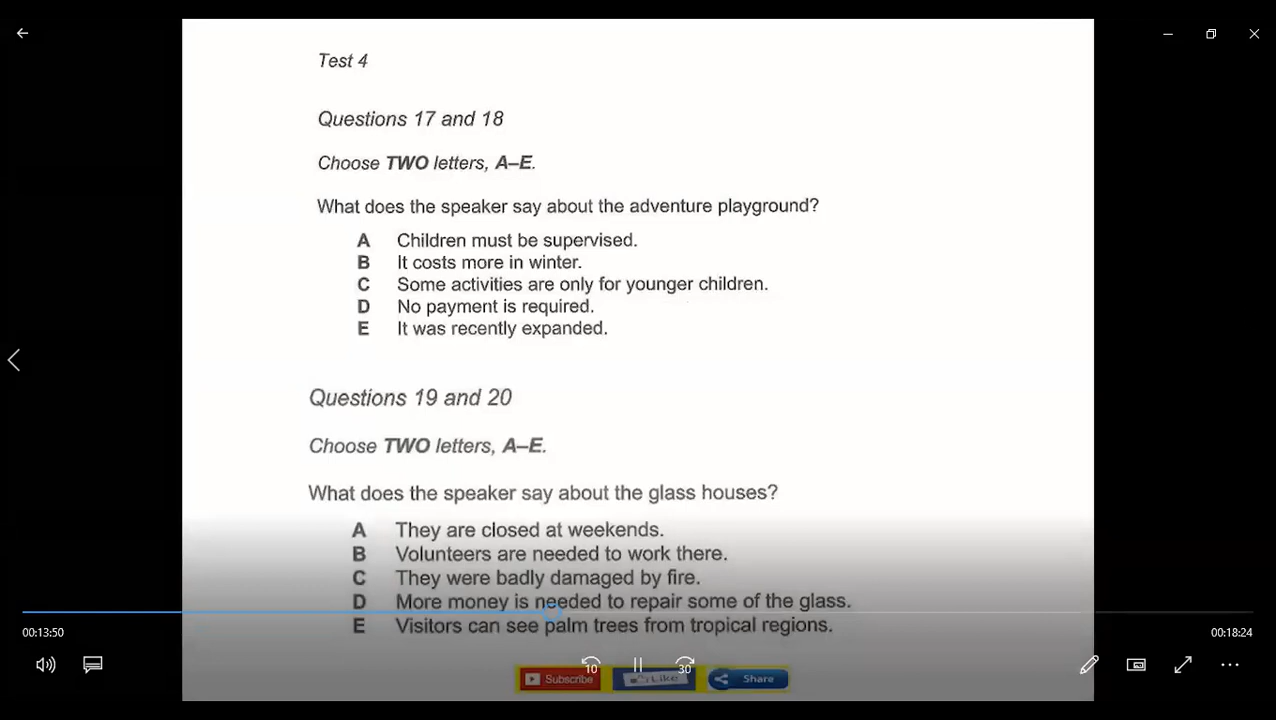 Test 4
Questions 17 and 18
Choose TWO letters, A–E.
What does the speaker say about the adventure playground?
A Children must be supervised.
B It costs more in winter.
C Some activities are only for younger children.
D No payment is required.
E It was recently expanded.
Questions 19 and 20
Choose TWO letters, A–E.
What does the speaker say about the glass houses?
A They are closed at weekends.
B Volunteers are needed to work there.
C They were badly damaged by fire.
D More money is needed to repair some of the glass.
E Visitors can see palm trees from tropical regions.
00:13:50 00:18:24
10 30
Subscribe Like Share